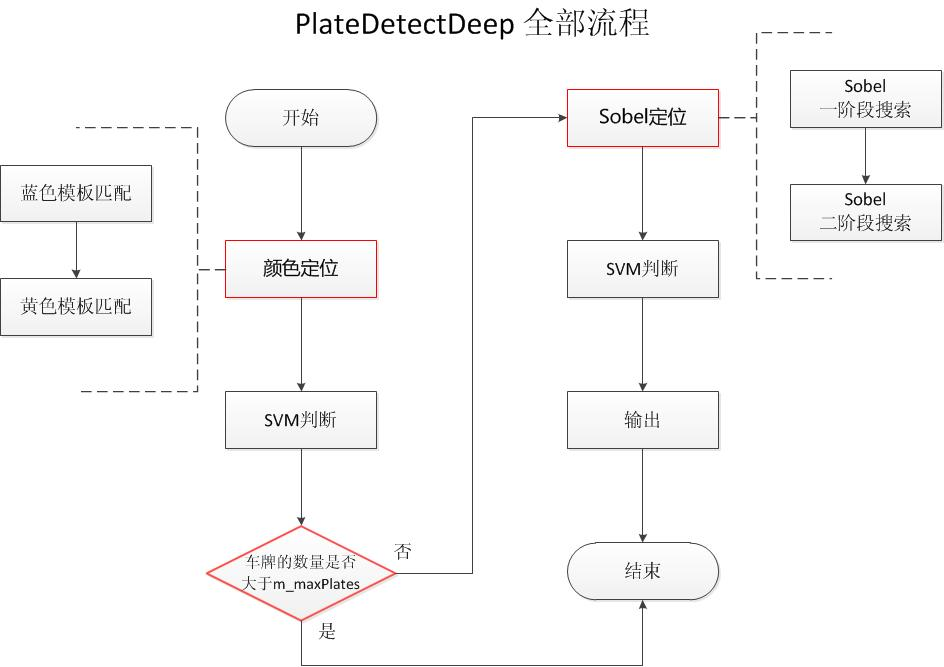 PlateDetectDeep 全部流程
开始
蓝色模板匹配
黄色模板匹配
颜色定位
SVM判断
车牌的数量是否
大于m_maxPlates
否
是
Sobel定位
Sobel
一阶段搜索
Sobel
二阶段搜索
SVM判断
输出
结束